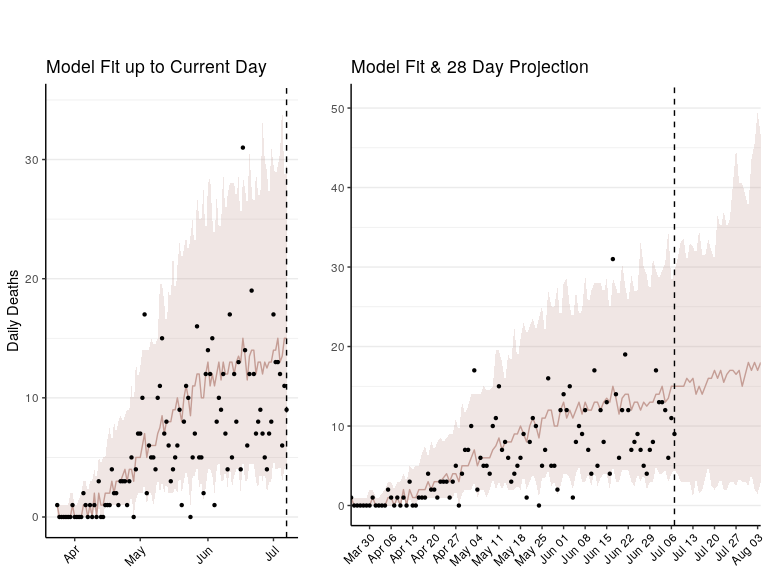 Model Fit up to Current Day
Model Fit & 28 Day Projection
Daily Deaths
30
20
10
0
Apr
May
Jun
Jul
50
40
30
20
10
0
Mar 30
Apr 06
Apr 13
Apr 20
Apr 27
May 04
May 11
May 18
May 25
Jun 01
Jun 08
Jun 15
Jun 22
Jun 29
Jul 06
Jul 13
Jul 20
Jul 27
Aug 03